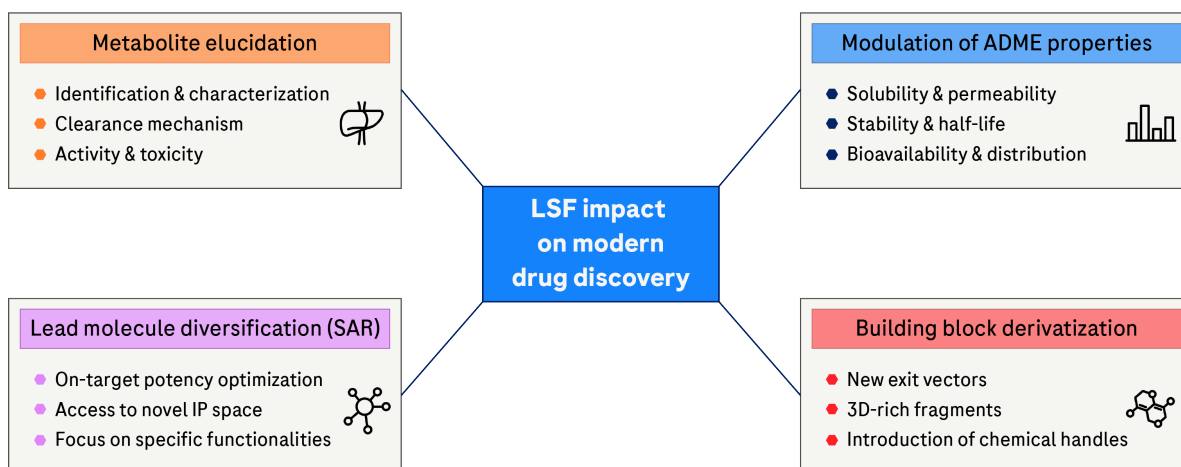 Metabolite elucidation
Identification & characterization
Clearance mechanism
Activity & toxicity
Modulation of ADME properties
Solubility & permeability
Stability & half-life
Bioavailability & distribution
LSF impact
on modern
drug discovery
Lead molecule diversification (SAR)
On-target potency optimization
Access to novel IP space
Focus on specific functionalities
Building block derivatization
New exit vectors
3D-rich fragments
Introduction of chemical handles